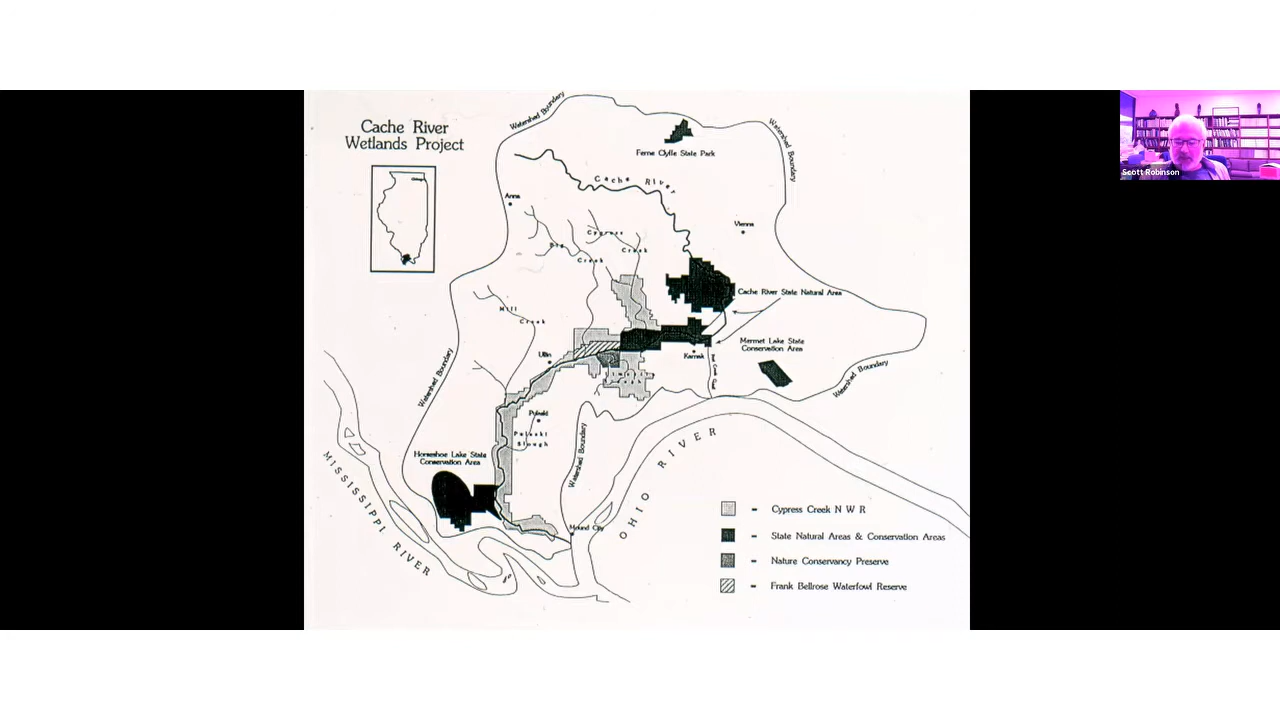 Cache River
Wetlands Project
Chicago
Watershed Boundary
Watershed Boundary
Ferne Clyffe State Park
Cache River
Anna
Vienna
Cypress
Creek
Big
Creek
Cache River State Natural Area
Mill
Creek
Mermet Lake State
Conservation Area
Karnak
Ullin
Watershed Boundary
Watershed Boundary
Pulaski
Pulaski
Slough
Watershed Boundary
Horseshoe Lake State
Conservation Area
MISSISSIPPI RIVER
OHIO RIVER
Mound City
- Cypress Creek N W R
- State Natural Areas & Conservation Areas
- Nature Conservancy Preserve
- Frank Bellrose Waterfowl Reserve
Scott Robinson